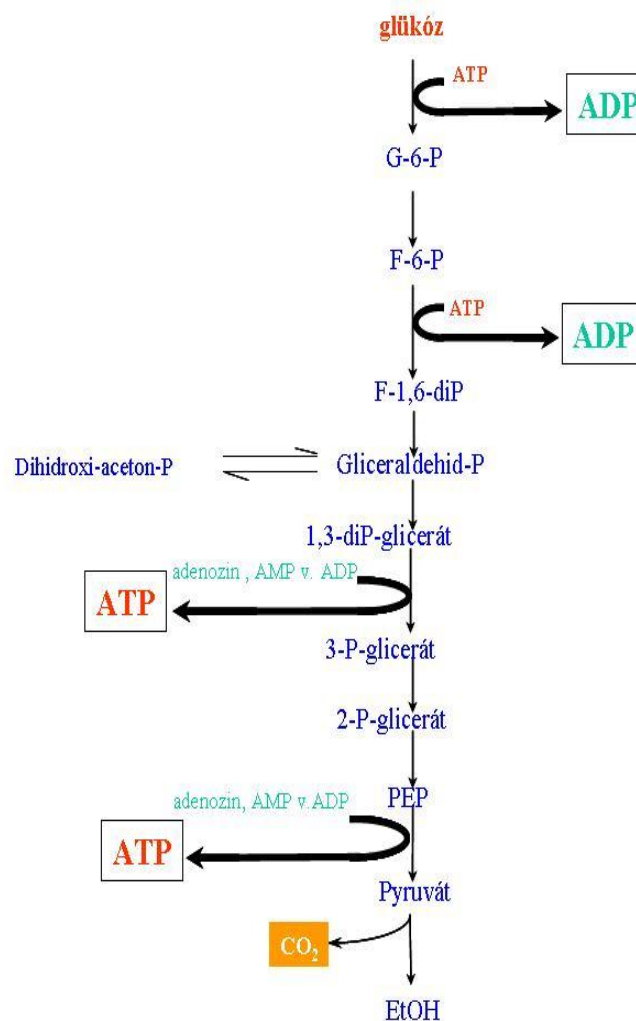 glükóz
ATP
ADP
G-6-P
F-6-P
ATP
ADP
F-1,6-diP
Dihidroxi-aceton-P
Gliceraldehid-P
1,3-diP-glicerát
adenozin , AMP v. ADP
ATP
3-P-glicerát
2-P-glicerát
PEP
adenozin, AMP v.ADP
ATP
Pyruvát
CO₂
EtOH